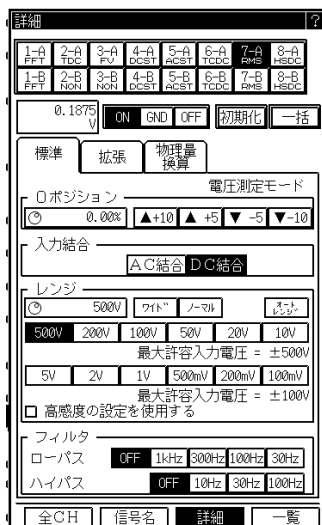 詳細 ?
1-A 2-A 3-A 4-A 5-A 6-A 7-A 8-A
FFT TDC FV DCST ACST TCDC RMS HSDC
1-B 2-B 3-B 4-B 5-B 6-B 7-B 8-B
FFT NON NON DCST ACST TCDC RMS HSDC
0.1875 ON GND OFF 初期化 一括
V
標準 拡張 物理量
換算
電圧測定モード
0ポジション
0.00% ▲+10 ▲ +5 ▼ -5 ▼-10
入力結合
AC結合 DC結合
レンジ
500V ワイド ノーマル オート
レンジ
500V 200V 100V 50V 20V 10V
最大許容入力電圧 = ±500V
5V 2V 1V 500mV 200mV 100mV
最大許容入力電圧 = ±100V
高感度の設定を使用する
フィルタ
ローパス OFF 1kHz 300Hz 100Hz 30Hz
ハイパス OFF 10Hz 30Hz 100Hz
全CH 信号名 詳細 一覧